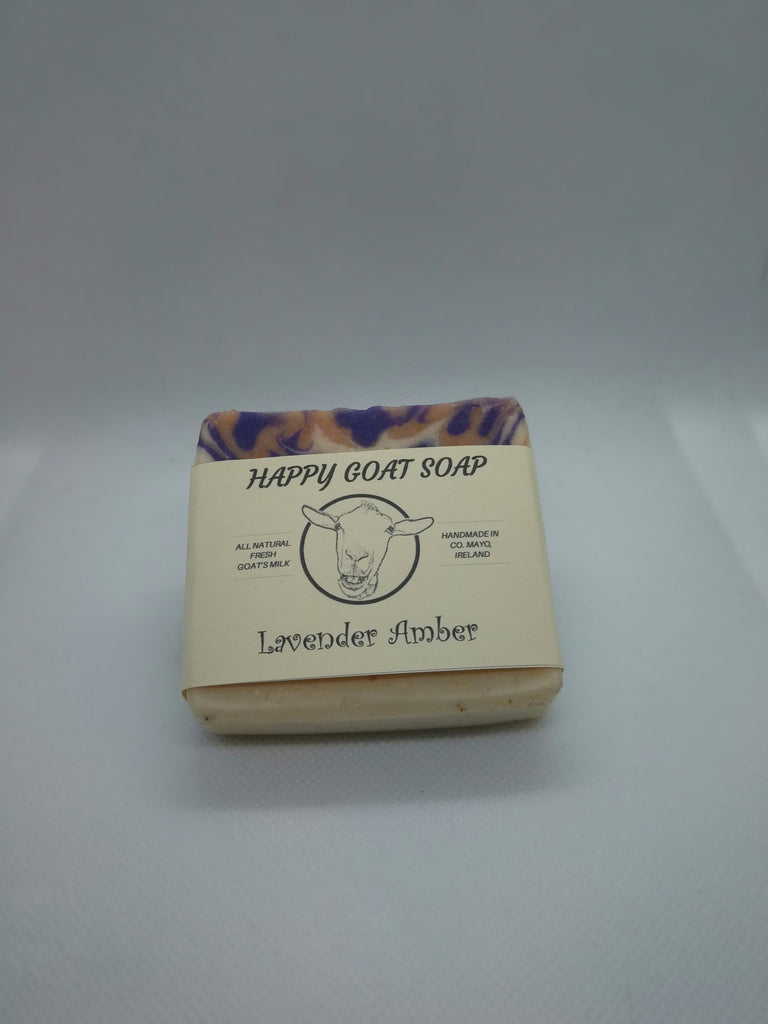 HAPPY GOAT SOAP
ALL NATURAL
FRESH
GOAT'S MILK
HANDMADE IN
CO. MAYO,
IRELAND
Lavender Amber